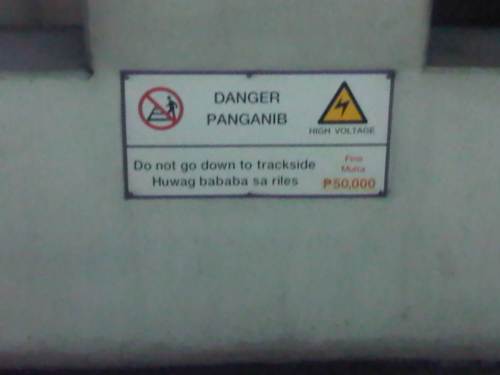 DANGER
PANGANIB
HIGH VOLTAGE
Do not go down to trackside
Huwag bababa sa riles
Fine
Multa
₱50,000